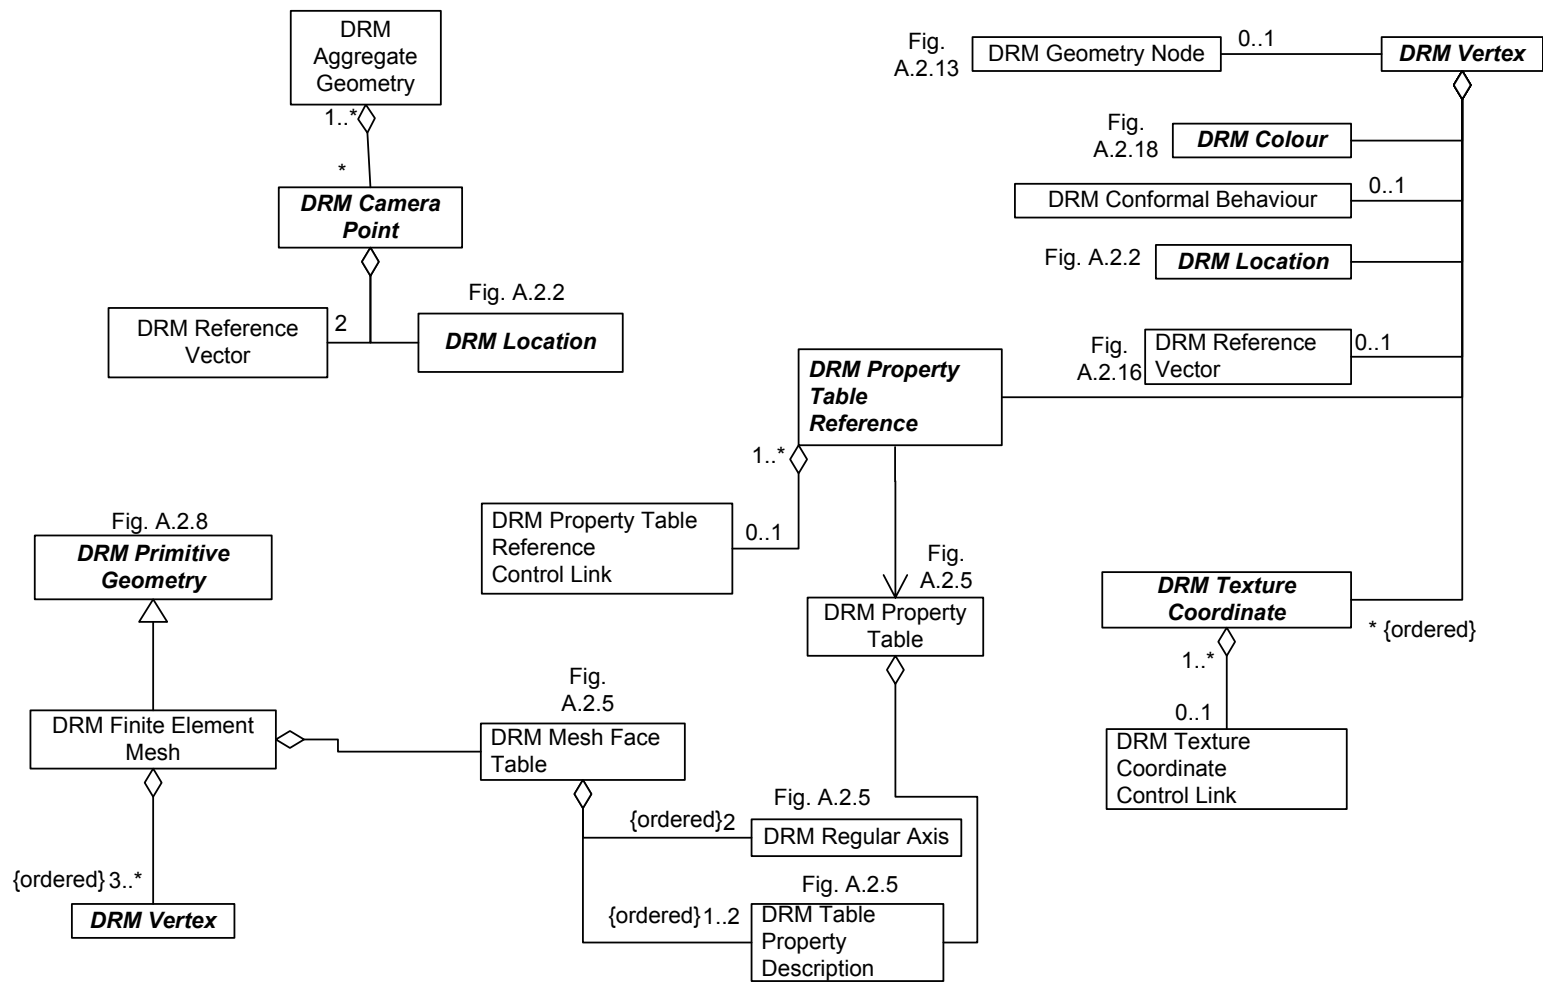 DRM
Aggregate
Geometry
1..*
*
DRM Camera
Point
DRM Reference
Vector
2
Fig. A.2.2
DRM Location
Fig.
A.2.13
DRM Geometry Node
0..1
DRM Vertex
Fig.
A.2.18
DRM Colour
DRM Conformal Behaviour
0..1
Fig. A.2.2
DRM Location
Fig.
A.2.16
DRM Reference
Vector
0..1
DRM Property
Table
Reference
1..*
DRM Property Table
Reference
Control Link
0..1
Fig.
A.2.5
DRM Property
Table
DRM Texture
Coordinate
* {ordered}
1..*
0..1
DRM Texture
Coordinate
Control Link
Fig. A.2.8
DRM Primitive
Geometry
DRM Finite Element
Mesh
{ordered} 3..*
DRM Vertex
Fig.
A.2.5
DRM Mesh Face
Table
Fig. A.2.5
{ordered} 2
DRM Regular Axis
Fig. A.2.5
{ordered} 1..2
DRM Table
Property
Description